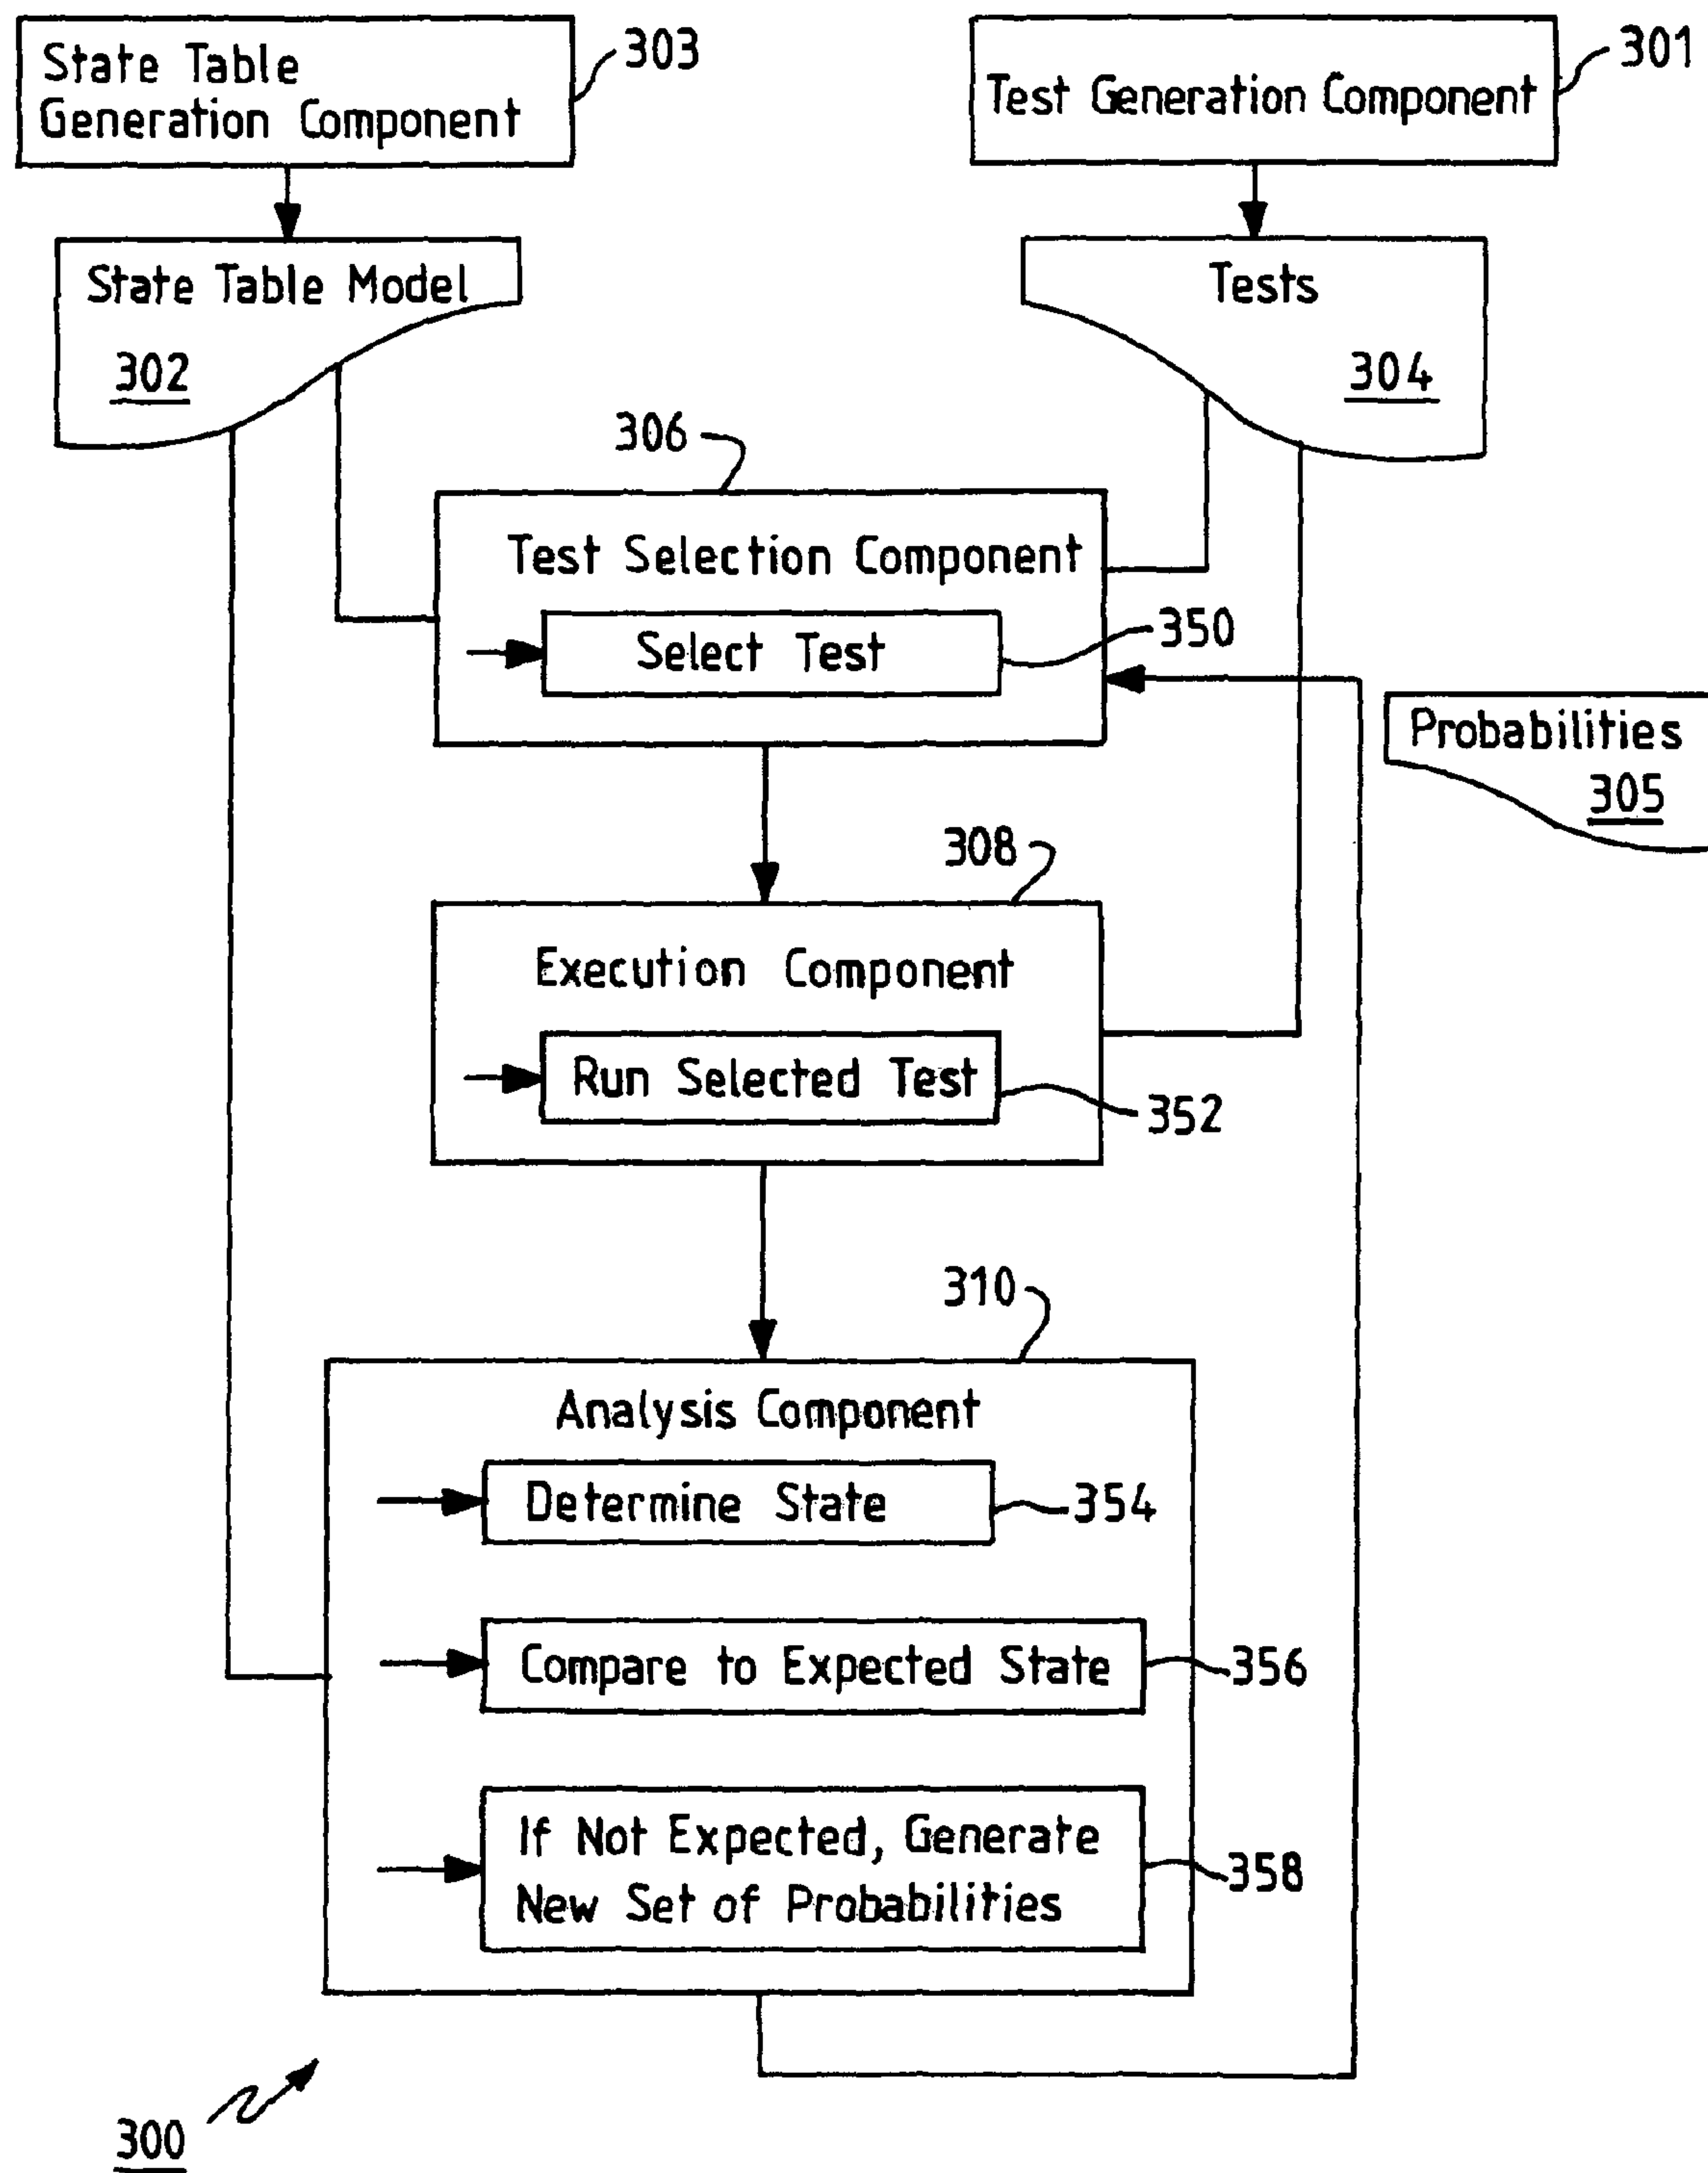 State Table
Generation Component
303
Test Generation Component
301
State Table Model
302
Tests
304
306
Test Selection Component
Select Test
350
Probabilities
305
308
Execution Component
Run Selected Test
352
310
Analysis Component
Determine State
354
Compare to Expected State
356
If Not Expected, Generate
New Set of Probabilities
358
300